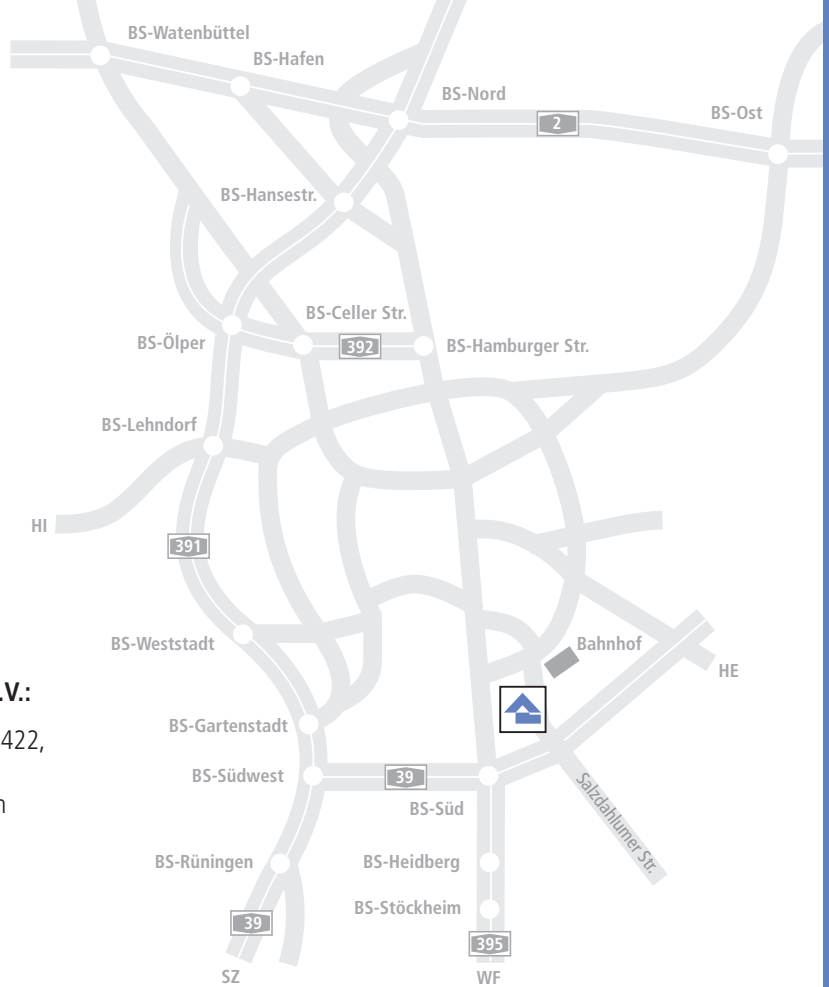 BS-Watenbüttel
BS-Hafen
BS-Nord
BS-Ost
2
BS-Hansestr.
BS-Celler Str.
BS-Ölper
392
BS-Hamburger Str.
BS-Lehndorf
HI
391
BS-Weststadt
Bahnhof
HE
.V.:
422,
BS-Gartenstadt
BS-Südwest
39
BS-Süd
Salzdahlumer Str.
BS-Rüningen
BS-Heidberg
BS-Stöckheim
39
395
SZ
WF